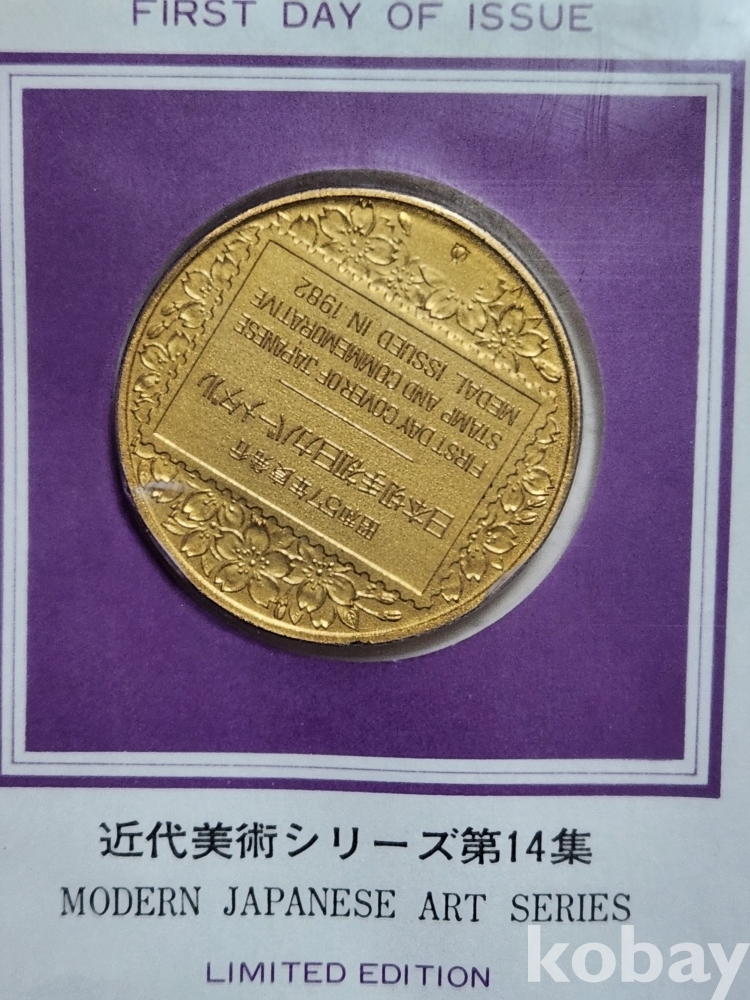 FIRST DAY OF ISSUE
昭和57年度発行
日本切手初日カバーメダル
FIRST DAY COVER OF JAPANESE
STAMP AND COMMEMORATIVE
MEDAL ISSUED IN 1982
近代美術シリーズ第14集
MODERN JAPANESE ART SERIES
LIMITED EDITION
kobay